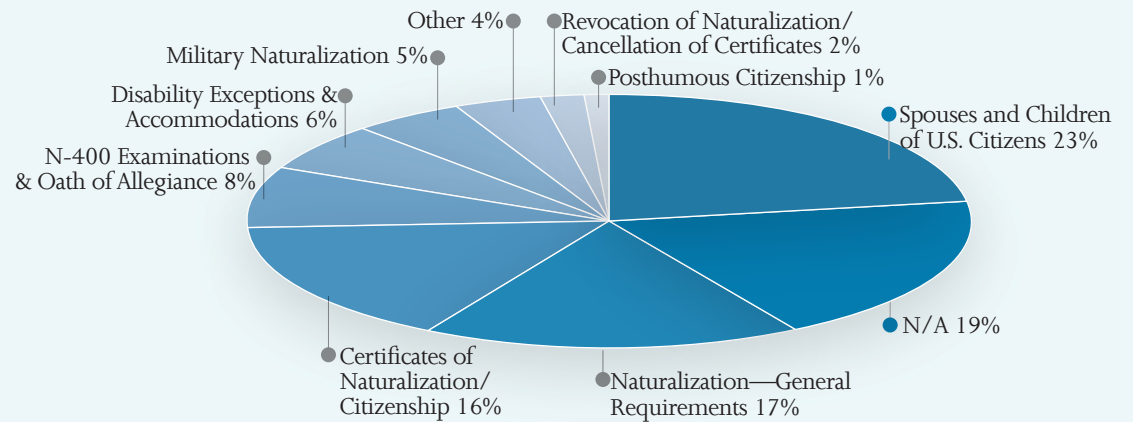 Other 4%
Revocation of Naturalization/
Cancellation of Certificates 2%
Military Naturalization 5%
Posthumous Citizenship 1%
Disability Exceptions &
Accommodations 6%
Spouses and Children
of U.S. Citizens 23%
N-400 Examinations
& Oath of Allegiance 8%
N/A 19%
Certificates of
Naturalization/
Citizenship 16%
Naturalization—General
Requirements 17%